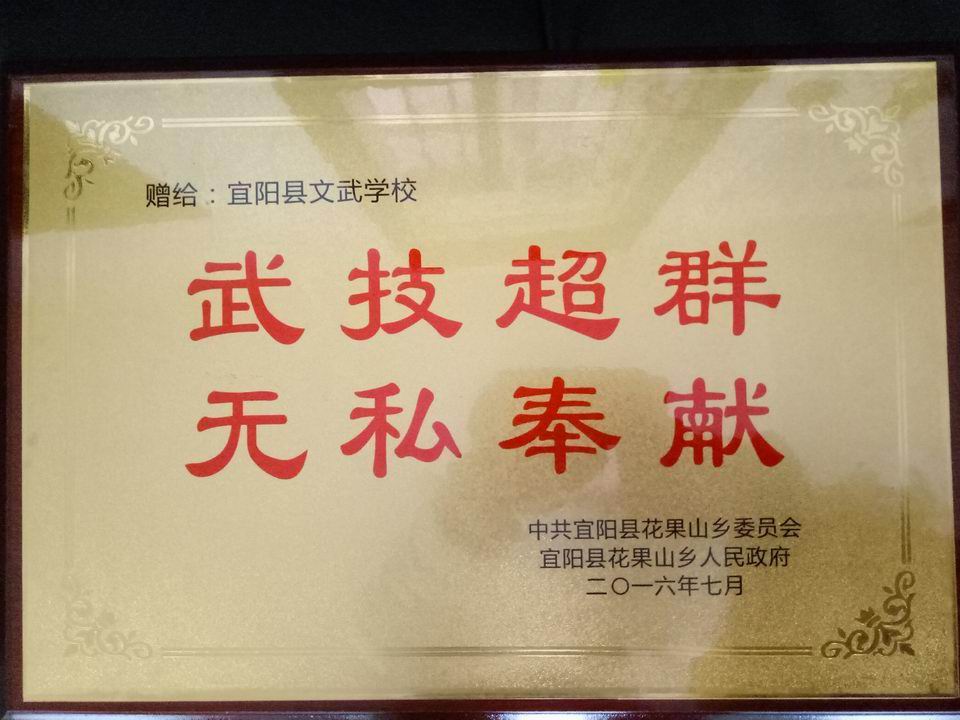 赠给：宜阳县文武学校
武技超群
无私奉献
中共宜阳县花果山乡委员会
宜阳县花果山乡人民政府
二〇一六年七月